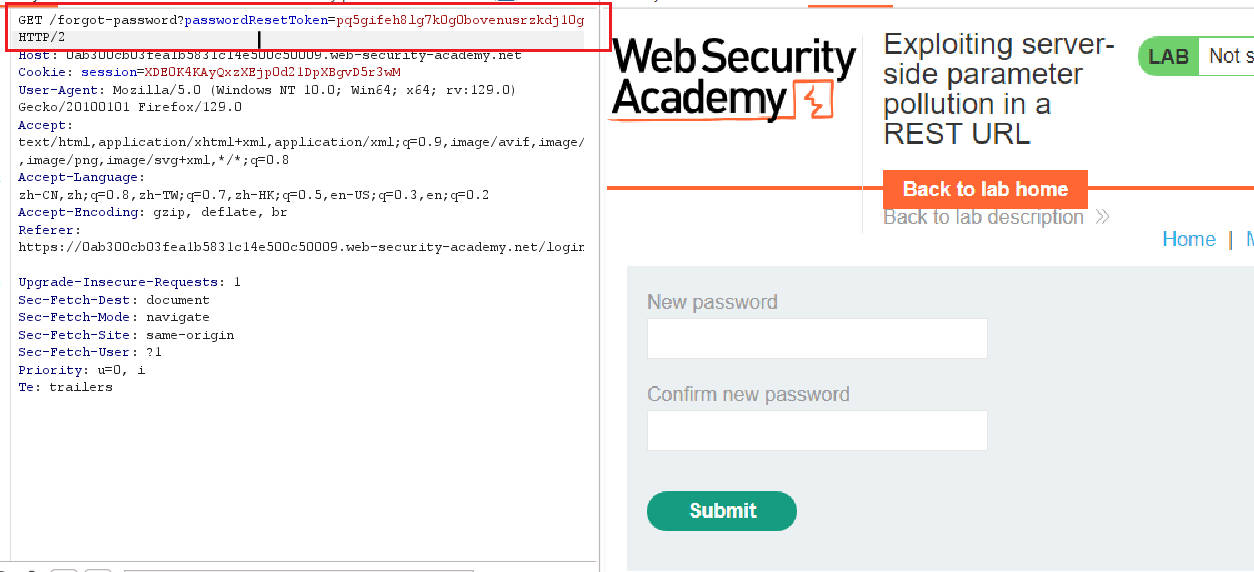 GET /forgot-password?passwordResetToken=pq5gifeh8lg7k0g0bovenusrzkdj10g
HTTP/2
Host: 0ab300cb03fea1b5831c14e500c50009.web-security-academy.net
Cookie: session=XDE0K4KAyQxzXEjp0d21DpXBgvD5r3wM
User-Agent: Mozilla/5.0 (Windows NT 10.0; Win64; x64; rv:129.0)
Gecko/20100101 Firefox/129.0
Accept:
text/html,application/xhtml+xml,application/xml;q=0.9,image/avif,image/
,image/png,image/svg+xml,*/*;q=0.8
Accept-Language:
zh-CN,zh;q=0.8,zh-TW;q=0.7,zh-HK;q=0.5,en-US;q=0.3,en;q=0.2
Accept-Encoding: gzip, deflate, br
Referer:
https://0ab300cb03fea1b5831c14e500c50009.web-security-academy.net/login
Upgrade-Insecure-Requests: 1
Sec-Fetch-Dest: document
Sec-Fetch-Mode: navigate
Sec-Fetch-Site: same-origin
Sec-Fetch-User: ?1
Priority: u=0, i
Te: trailers
Web Security
Academy
Exploiting server-
side parameter
pollution in a
REST URL
LAB Not s
Back to lab home
Back to lab description
Home | M
New password
Confirm new password
Submit